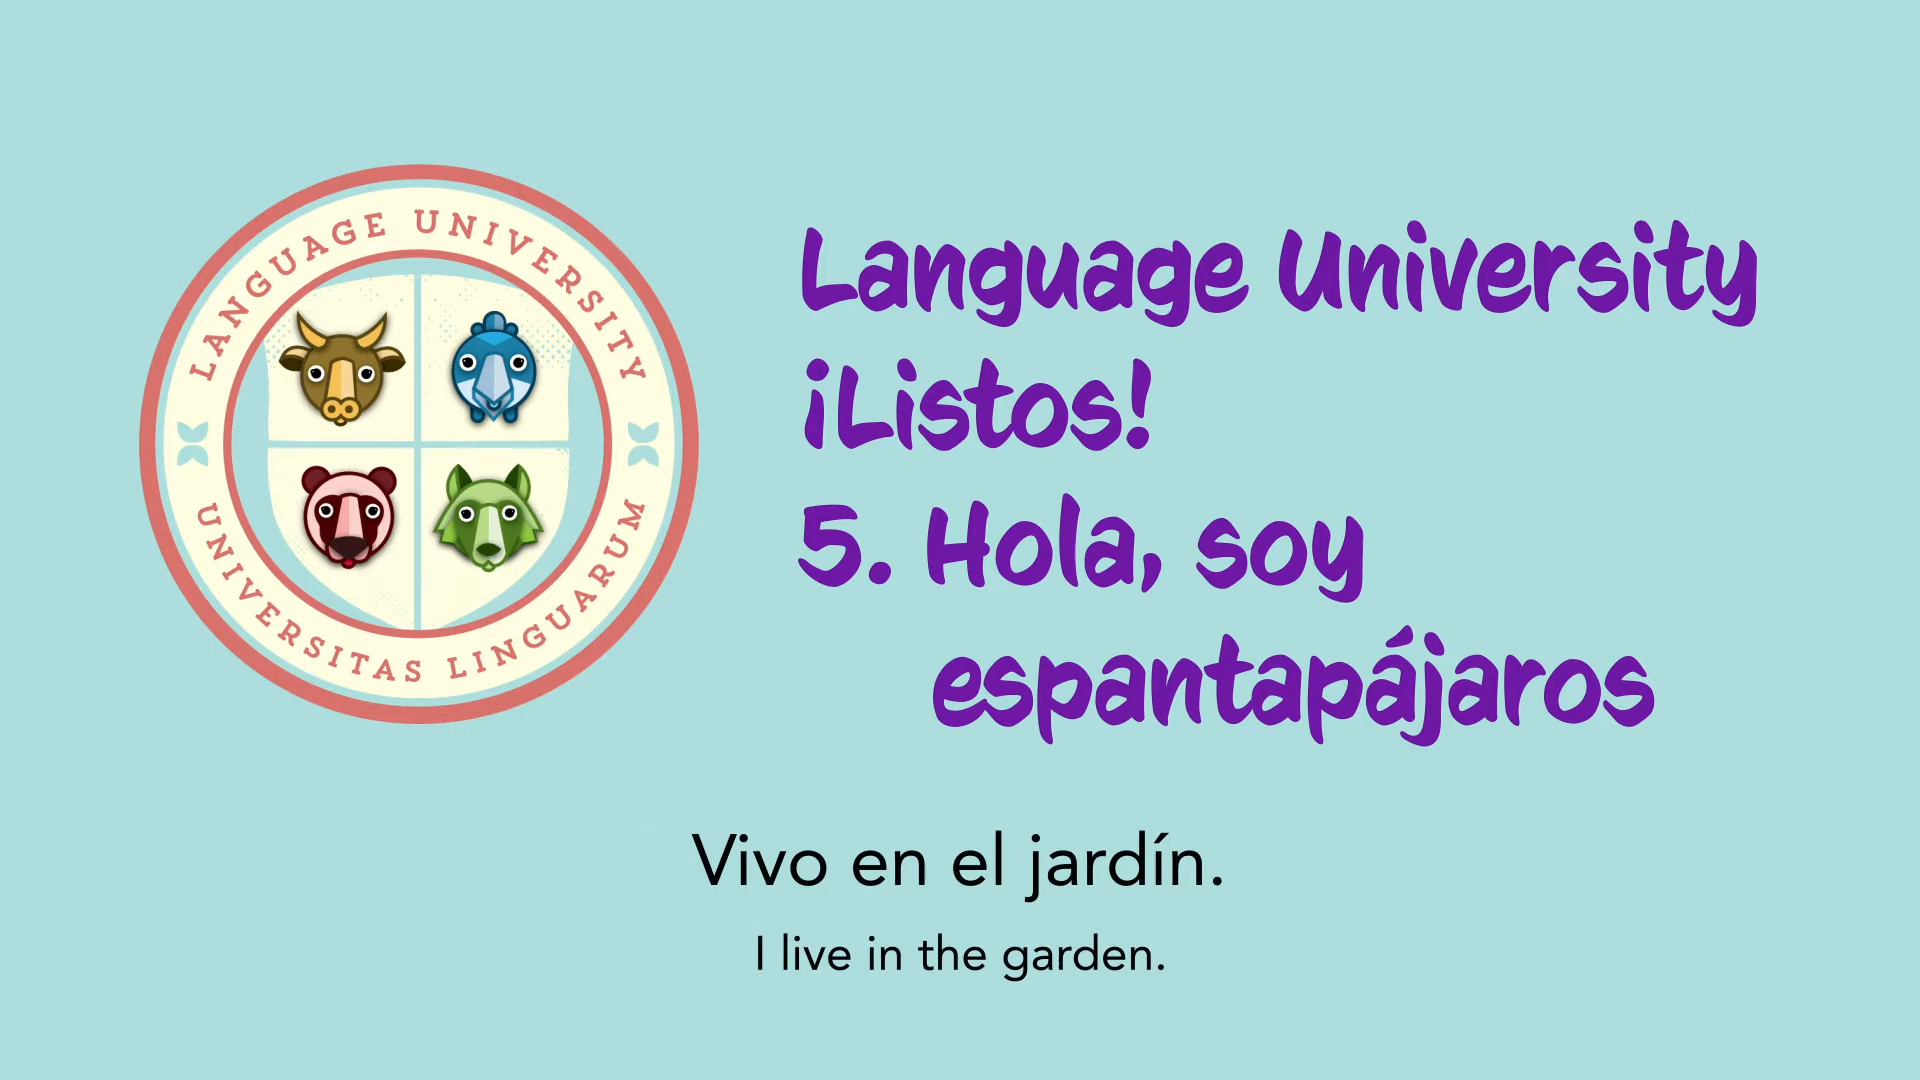 LANGUAGE UNIVERSITY
UNIVERSITAS LINGUARUM
Language University
¡Listos!
5. Hola, soy
espantapájaros
Vivo en el jardín.
I live in the garden.